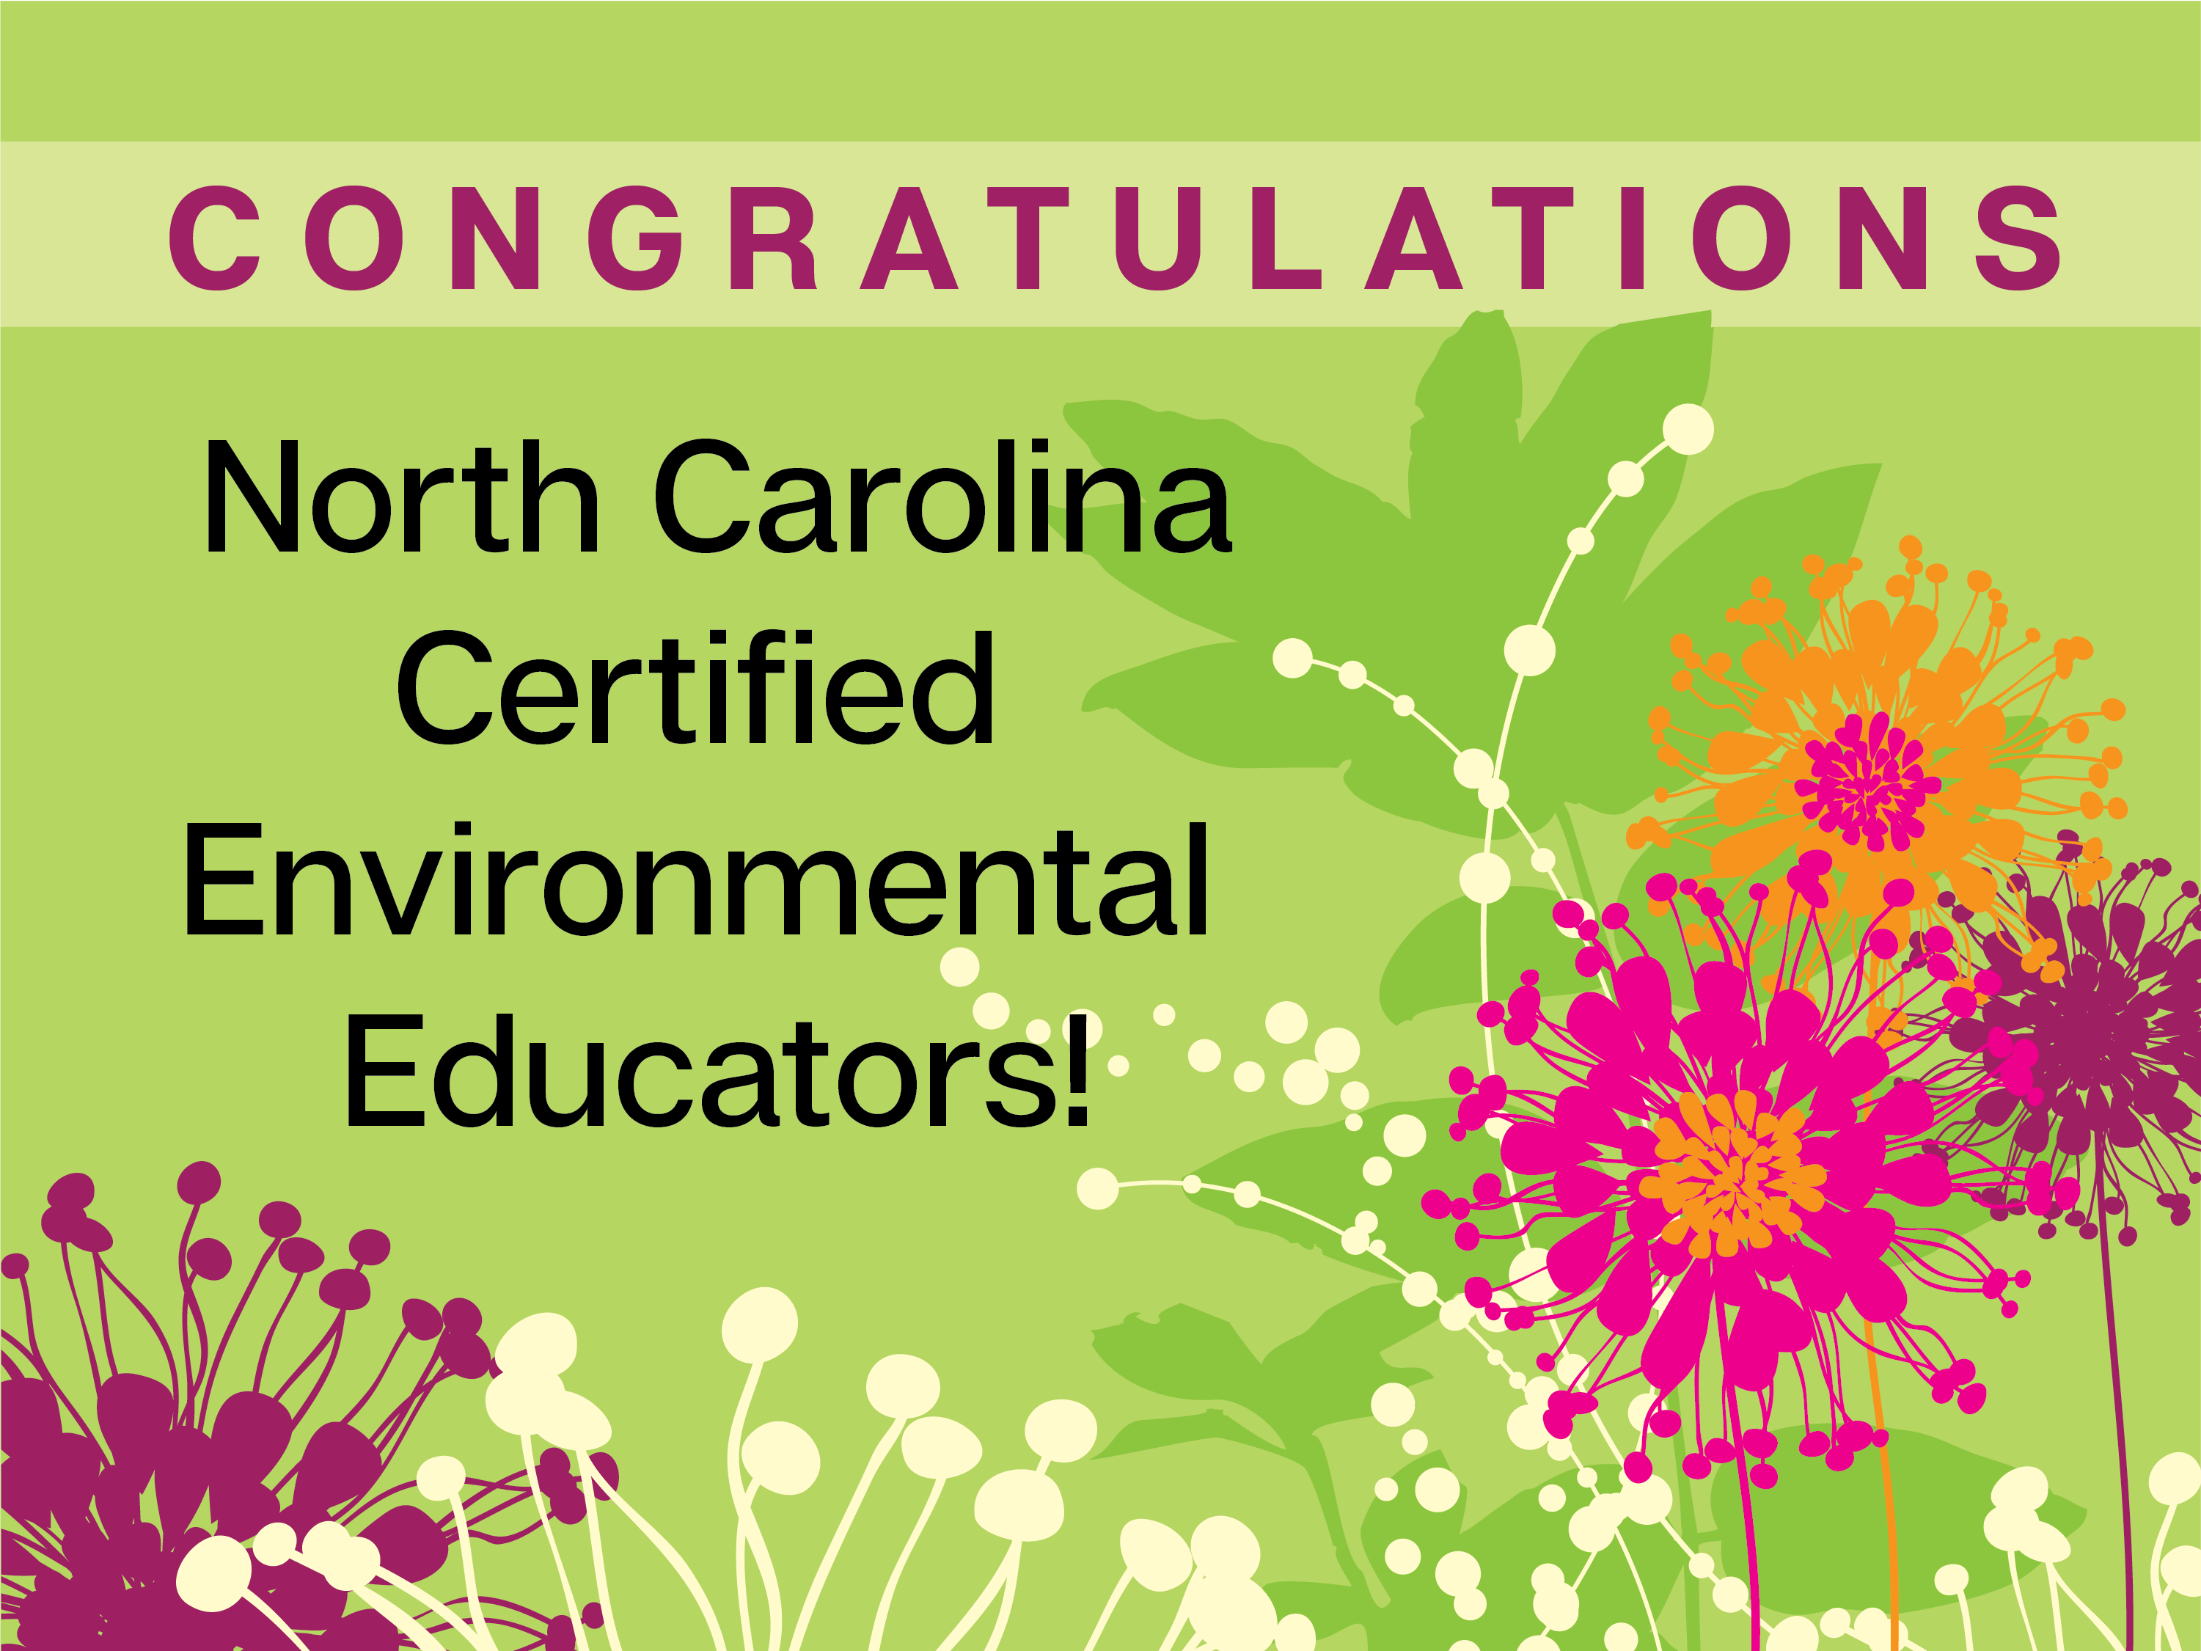 CONGRATULATIONS
North Carolina
Certified
Environmental
Educators!